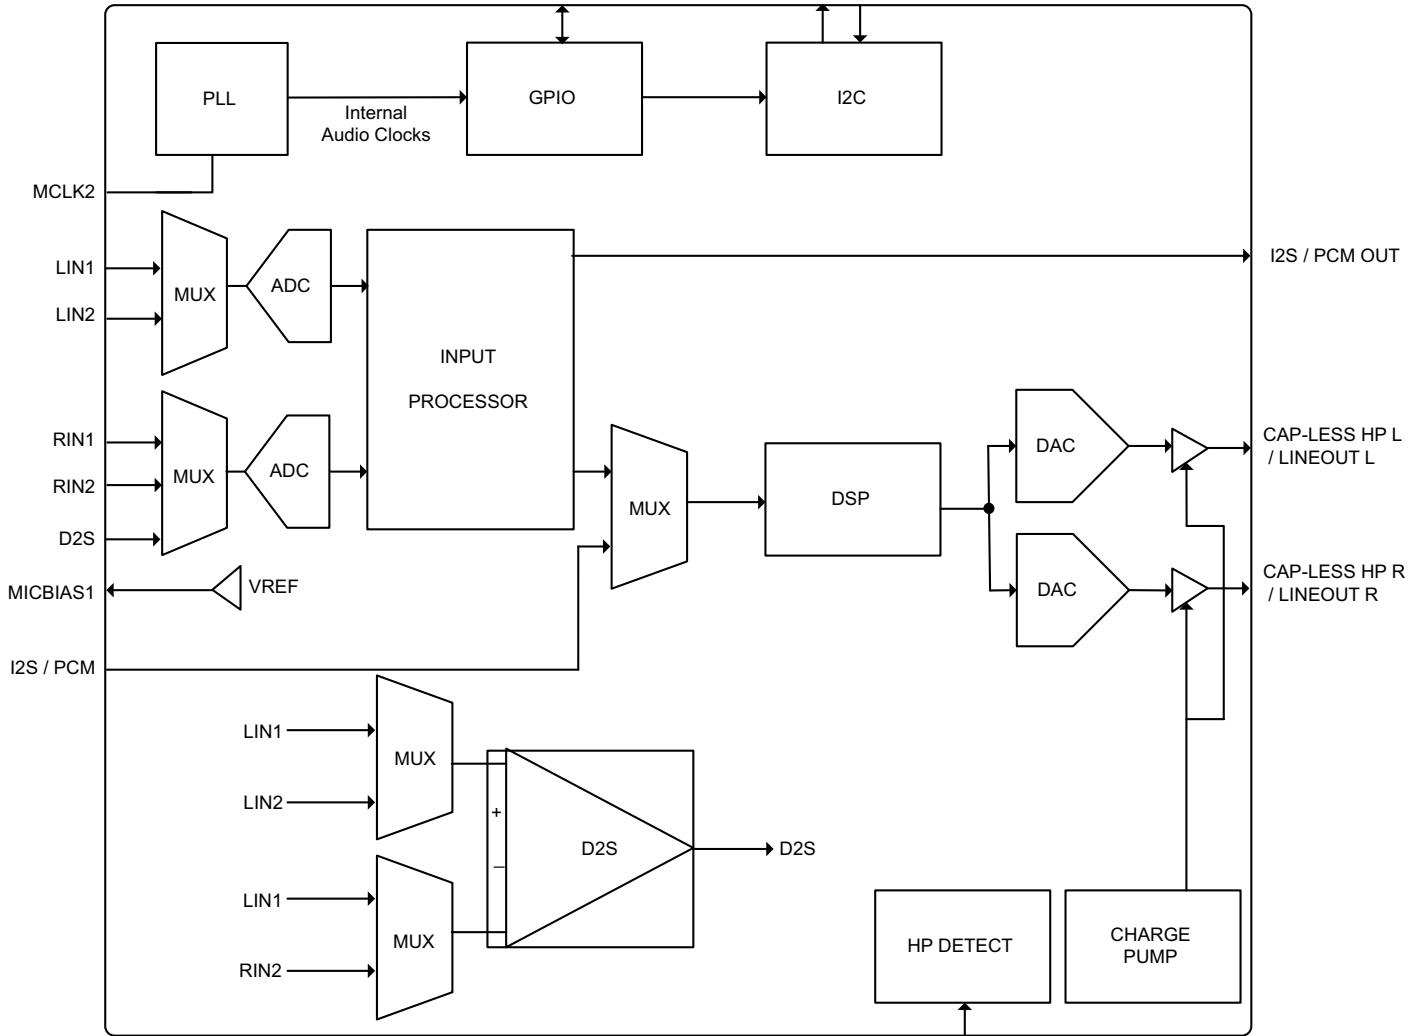 PLL
Internal
Audio Clocks
GPIO
I2C
MCLK2
LIN1
LIN2
MUX
ADC
INPUT
PROCESSOR
I2S / PCM OUT
RIN1
RIN2
D2S
MUX
ADC
MUX
DSP
DAC
CAP-LESS HP L
/ LINEOUT L
DAC
CAP-LESS HP R
/ LINEOUT R
MICBIAS1
VREF
I2S / PCM
LIN1
LIN2
MUX
+
–
D2S
D2S
LIN1
RIN2
MUX
HP DETECT
CHARGE
PUMP